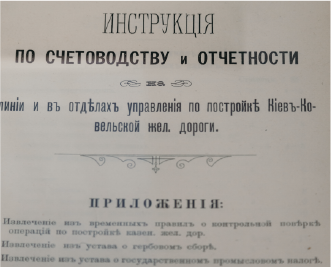 ИНСТРУКЦІЯ
ПО СЧЕТОВОДСТВУ и ОТЧЕТНОСТИ
на
линіи и въ отдѣлахъ управленія по постройкѣ Кіевъ-Ко-
вельской жел. дороги.
ПРИЛОЖЕНІЯ:
Извлеченіе изъ временныхъ правилъ о контрольной повѣркѣ
операцій по постройкѣ казен. жел. дор.
Извлеченіе изъ устава о гербовомъ сборѣ.
Извлеченіе изъ устава о государственномъ промысловомъ налогѣ.